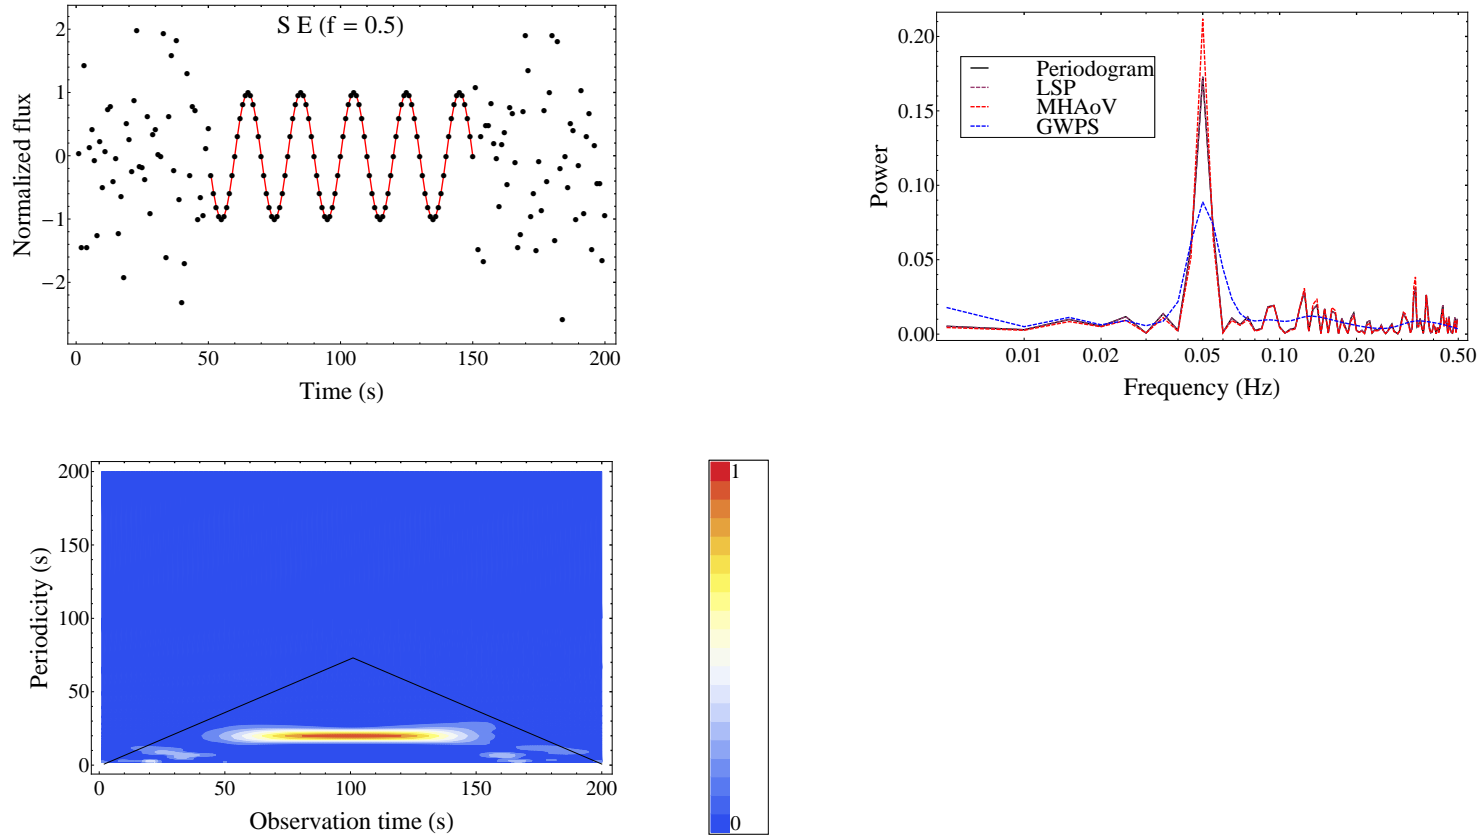 S E (f = 0.5)
Normalized flux
2
1
0
−1
−2
0 50 100 150 200
Time (s)
Periodogram
LSP
MHAoV
GWPS
Power
0.20
0.15
0.10
0.05
0.00
0.01 0.02 0.05 0.10 0.20 0.50
Frequency (Hz)
Periodicity (s)
200
150
100
50
0
0 50 100 150 200
Observation time (s)
1
0